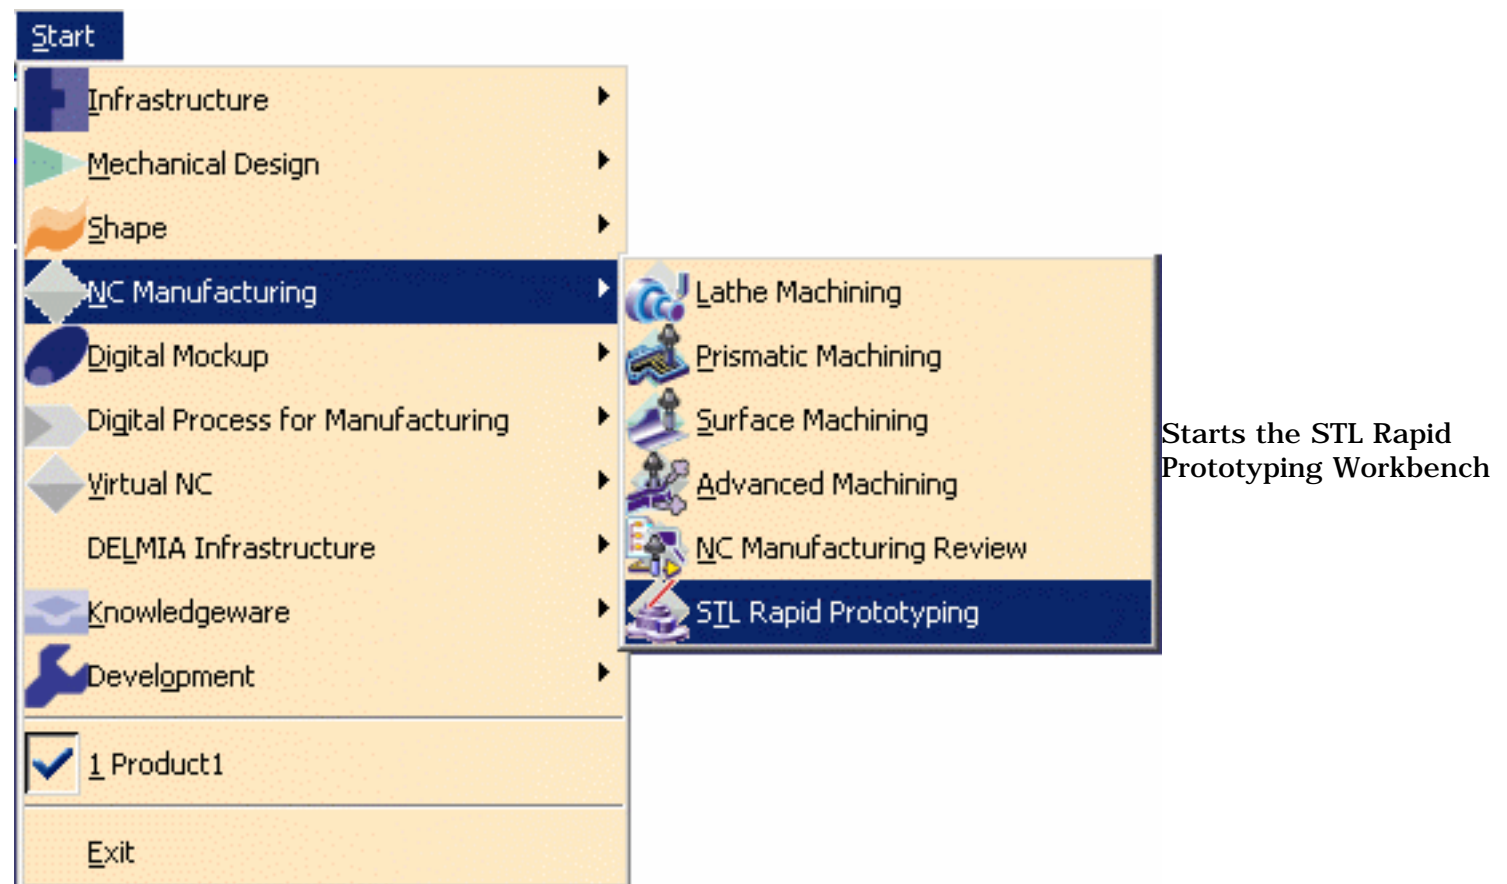 Start
Infrastructure
Mechanical Design
Shape
NC Manufacturing
Digital Mockup
Digital Process for Manufacturing
Virtual NC
DELMIA Infrastructure
Knowledgeware
Development
1 Product1
Exit
Lathe Machining
Prismatic Machining
Surface Machining
Advanced Machining
NC Manufacturing Review
STL Rapid Prototyping
Starts the STL Rapid
Prototyping Workbench